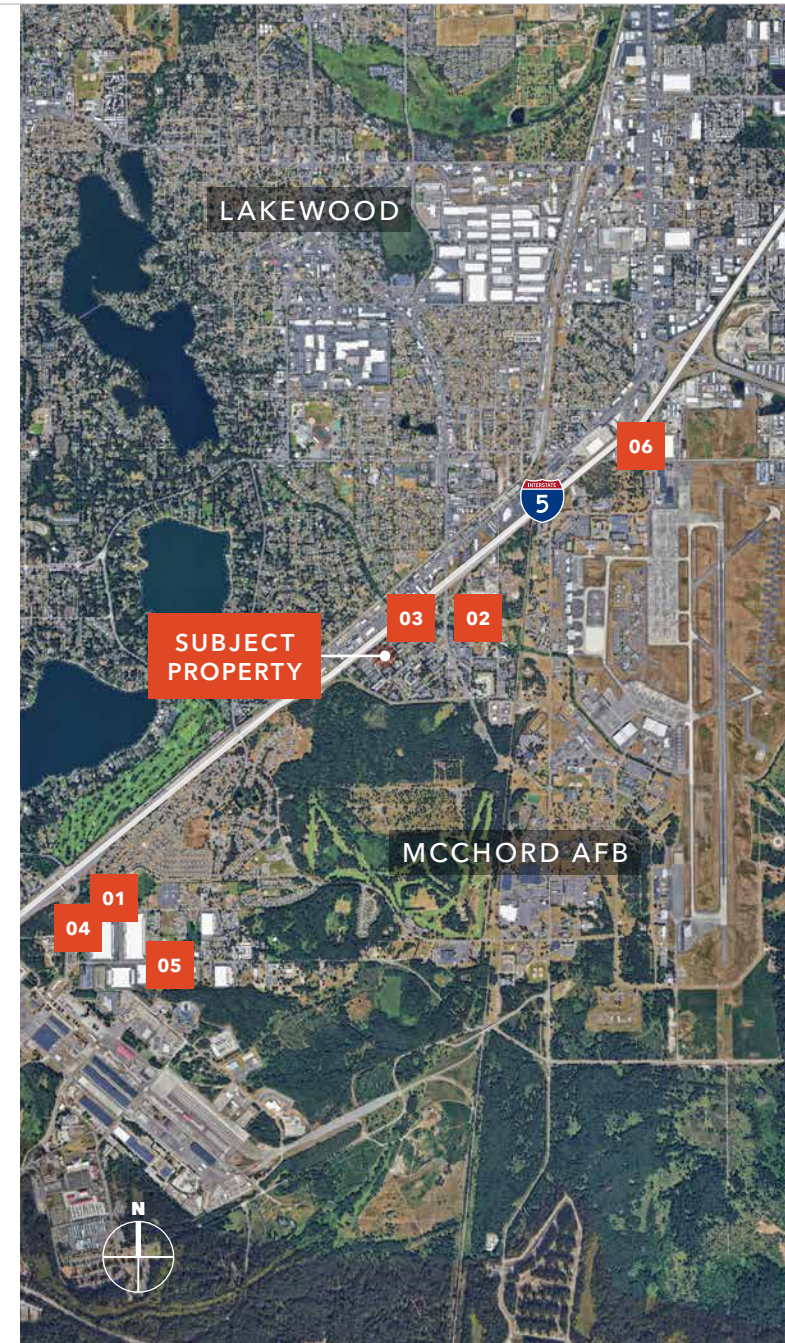 LAKEWOOD
06
INTERSTATE
5
03
02
SUBJECT
PROPERTY
MCCHORD AFB
01
04
05
N